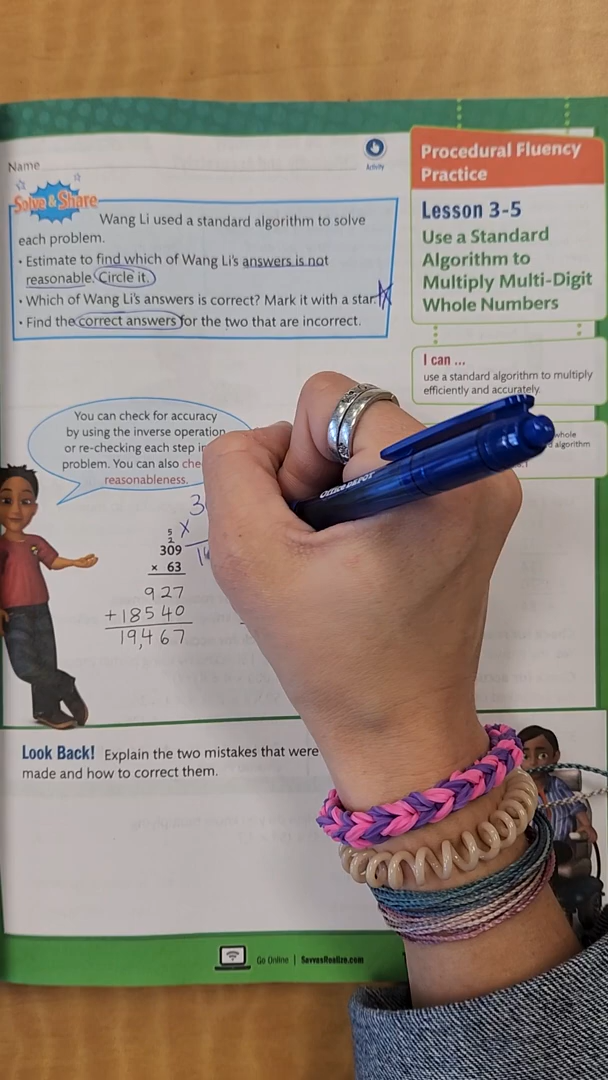 Name
Activity
Solve & Share
Wang Li used a standard algorithm to solve
each problem.
• Estimate to find which of Wang Li's answers is not
reasonable. Circle it.
• Which of Wang Li's answers is correct? Mark it with a star.
• Find the correct answers for the two that are incorrect.
Procedural Fluency
Practice
Lesson 3-5
Use a Standard
Algorithm to
Multiply Multi-Digit
Whole Numbers
I can ...
use a standard algorithm to multiply
efficiently and accurately.
whole
algorithm
You can check for accuracy
by using the inverse operation
or re-checking each step in
problem. You can also
reasonableness.
5
2
309
× 63
927
+18540
19,467
3
×
Look Back! Explain the two mistakes that were
made and how to correct them.
Go Online | SavvasRealize.com
OFFICE DEPOT